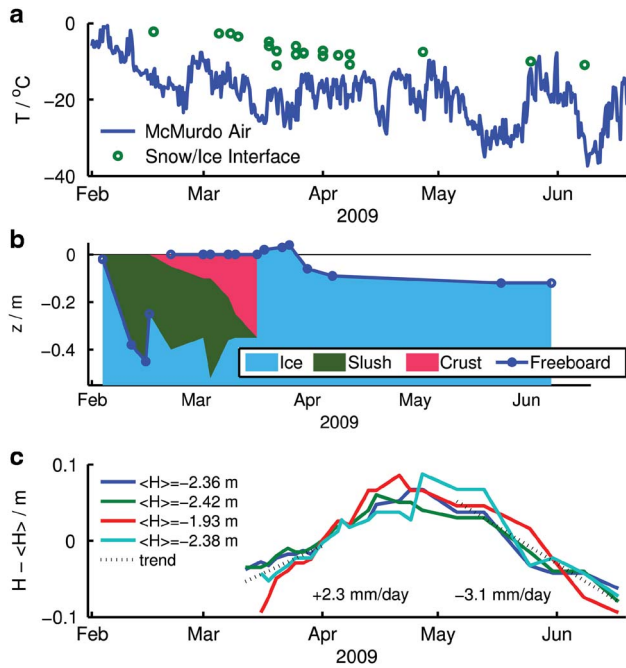 a
0
−20
−40
T / °C
McMurdo Air
Snow/Ice Interface
Feb Mar Apr May Jun
2009
b
0
−0.2
−0.4
z / m
Ice Slush Crust Freeboard
Feb Mar Apr May Jun
2009
c
0.1
0
−0.1
H − <H> / m
<H>=−2.36 m
<H>=−2.42 m
<H>=−1.93 m
<H>=−2.38 m
trend
+2.3 mm/day −3.1 mm/day
Feb Mar Apr May Jun
2009